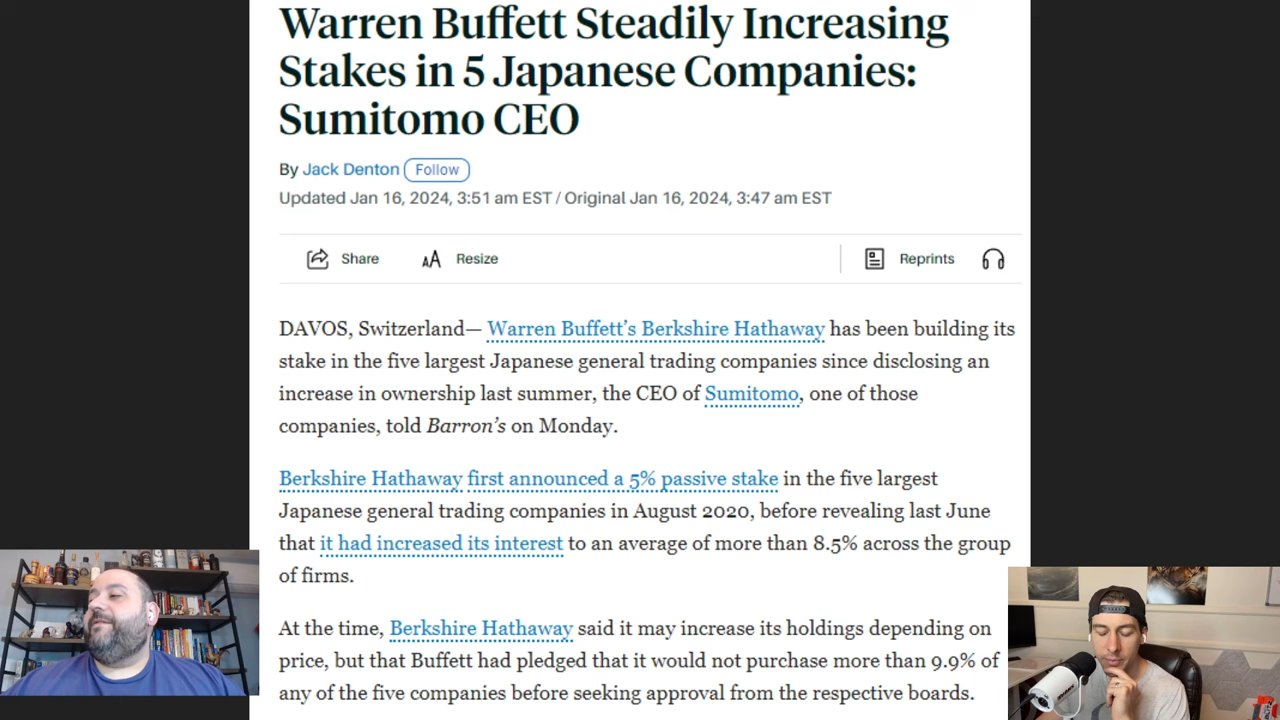 Warren Buffett Steadily Increasing
Stakes in 5 Japanese Companies:
Sumitomo CEO
By Jack Denton Follow
Updated Jan 16, 2024, 3:51 am EST / Original Jan 16, 2024, 3:47 am EST
Share AA Resize Reprints
DAVOS, Switzerland— Warren Buffett’s Berkshire Hathaway has been building its
stake in the five largest Japanese general trading companies since disclosing an
increase in ownership last summer, the CEO of Sumitomo, one of those
companies, told Barron’s on Monday.
Berkshire Hathaway first announced a 5% passive stake in the five largest
Japanese general trading companies in August 2020, before revealing last June
that it had increased its interest to an average of more than 8.5% across the group
of firms.
At the time, Berkshire Hathaway said it may increase its holdings depending on
price, but that Buffett had pledged that it would not purchase more than 9.9% of
any of the five companies before seeking approval from the respective boards.